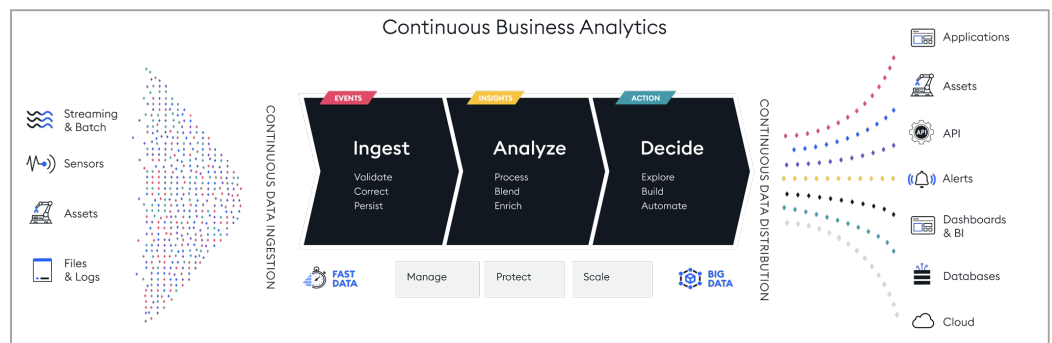 Continuous Business Analytics
Streaming
& Batch
Sensors
Assets
Files
& Logs
CONTINUOUS DATA INGESTION
EVENTS
Ingest
Validate
Correct
Persist
INSIGHTS
Analyze
Process
Blend
Enrich
ACTION
Decide
Explore
Build
Automate
FAST
DATA
Manage
Protect
Scale
BIG
DATA
CONTINUOUS DATA DISTRIBUTION
Applications
Assets
API
API
Alerts
Dashboards
& BI
Databases
Cloud